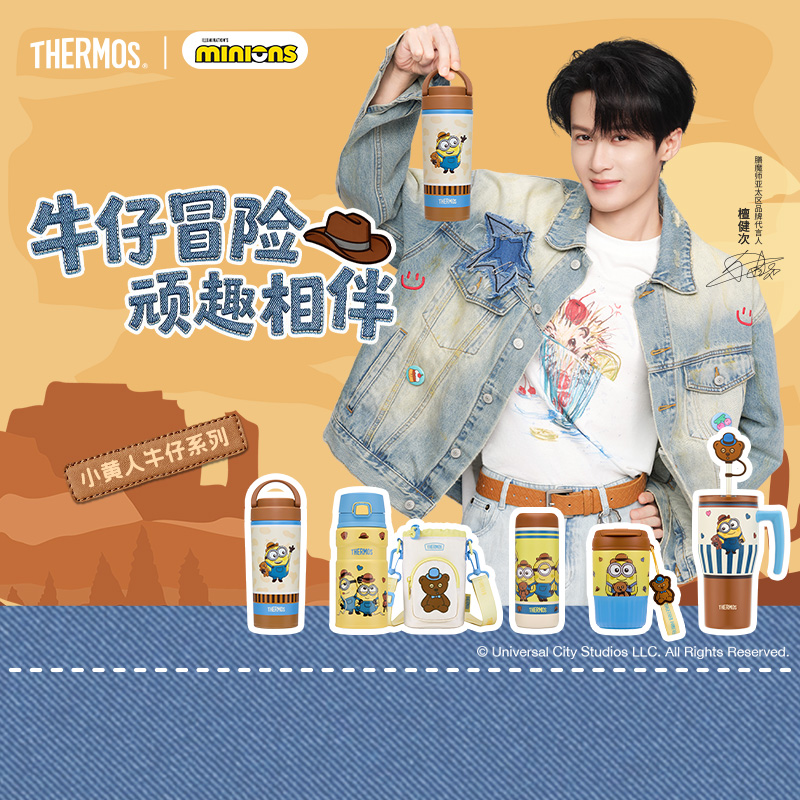 THERMOS®
ILLUMINATION'S
minions
牛仔冒险
顽趣相伴
小黄人牛仔系列
膳魔师亚太区品牌代言人
檀健次
THERMOS
THERMOS
THERMOS
THERMOS
THERMOS
THERMOS
THERMOS
© Universal City Studios LLC. All Rights Reserved.